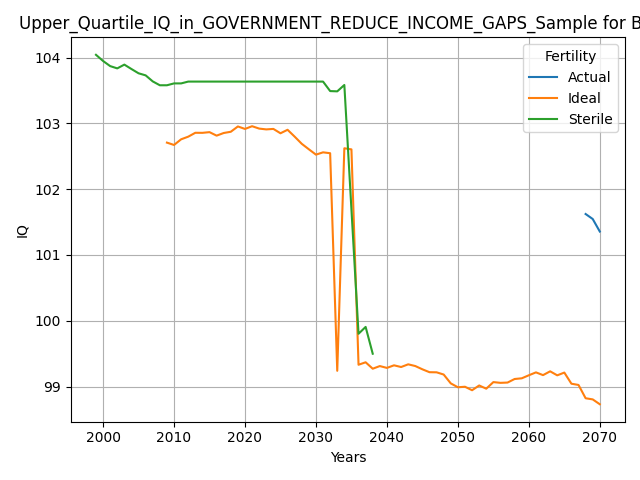 Upper_Quartile_IQ_in_GOVERNMENT_REDUCE_INCOME_GAPS_Sample for B
104
103
102
101
100
99
IQ
Fertility
Actual
Ideal
Sterile
2000 2010 2020 2030 2040 2050 2060 2070
Years